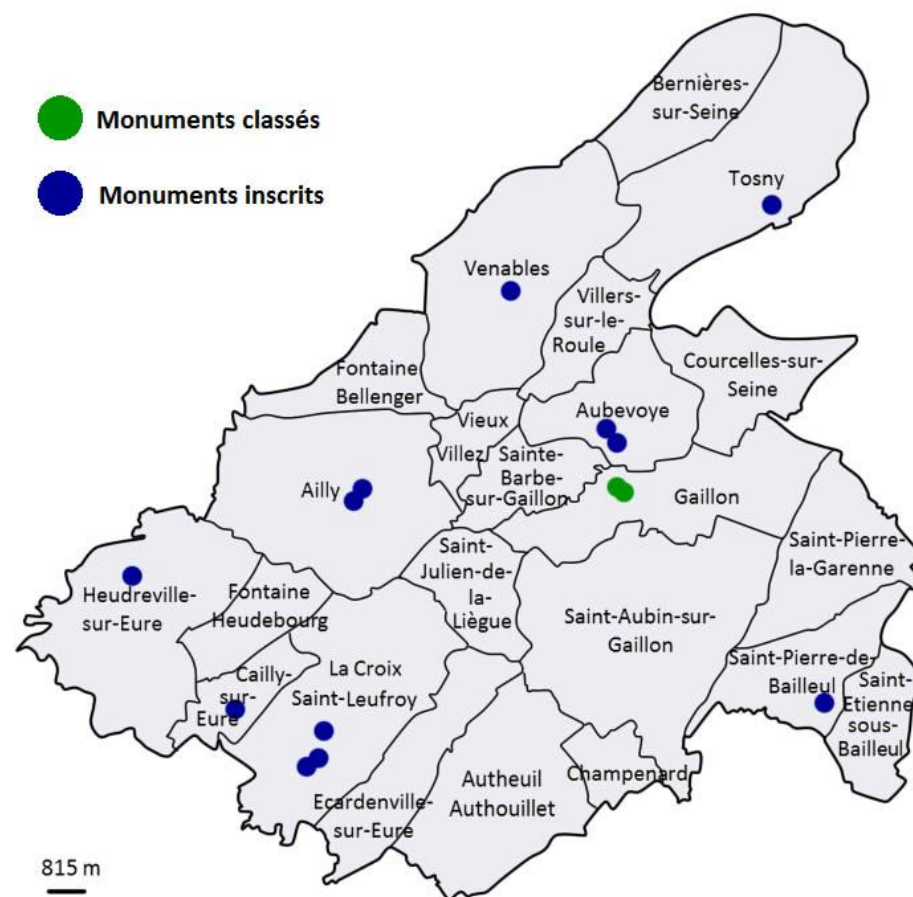 Monuments classés
Monuments inscrits
Bernières-
sur-Seine
Tosny
Venables
Villers-
sur-le-
Roule
Courcelles-sur-
Seine
Fontaine
Bellenger
Vieux
Villez
Aubevoye
Sainte-
Barbe-
sur-Gaillon
Ailly
Gaillon
Saint-Pierre-
la-Garenne
Saint-
Julien-de-
la-
Liègue
Heudreville-
sur-Eure
Fontaine
Heudebourg
Saint-Aubin-sur-
Gaillon
Saint-Pierre-de-
Bailleul
Saint-
Etienne
sous-
Bailleul
Cailly-
sur-
Eure
La Croix
Saint-Leufroy
Champenard
Autheuil
Authouillet
Ecardenville-
sur-Eure
815 m